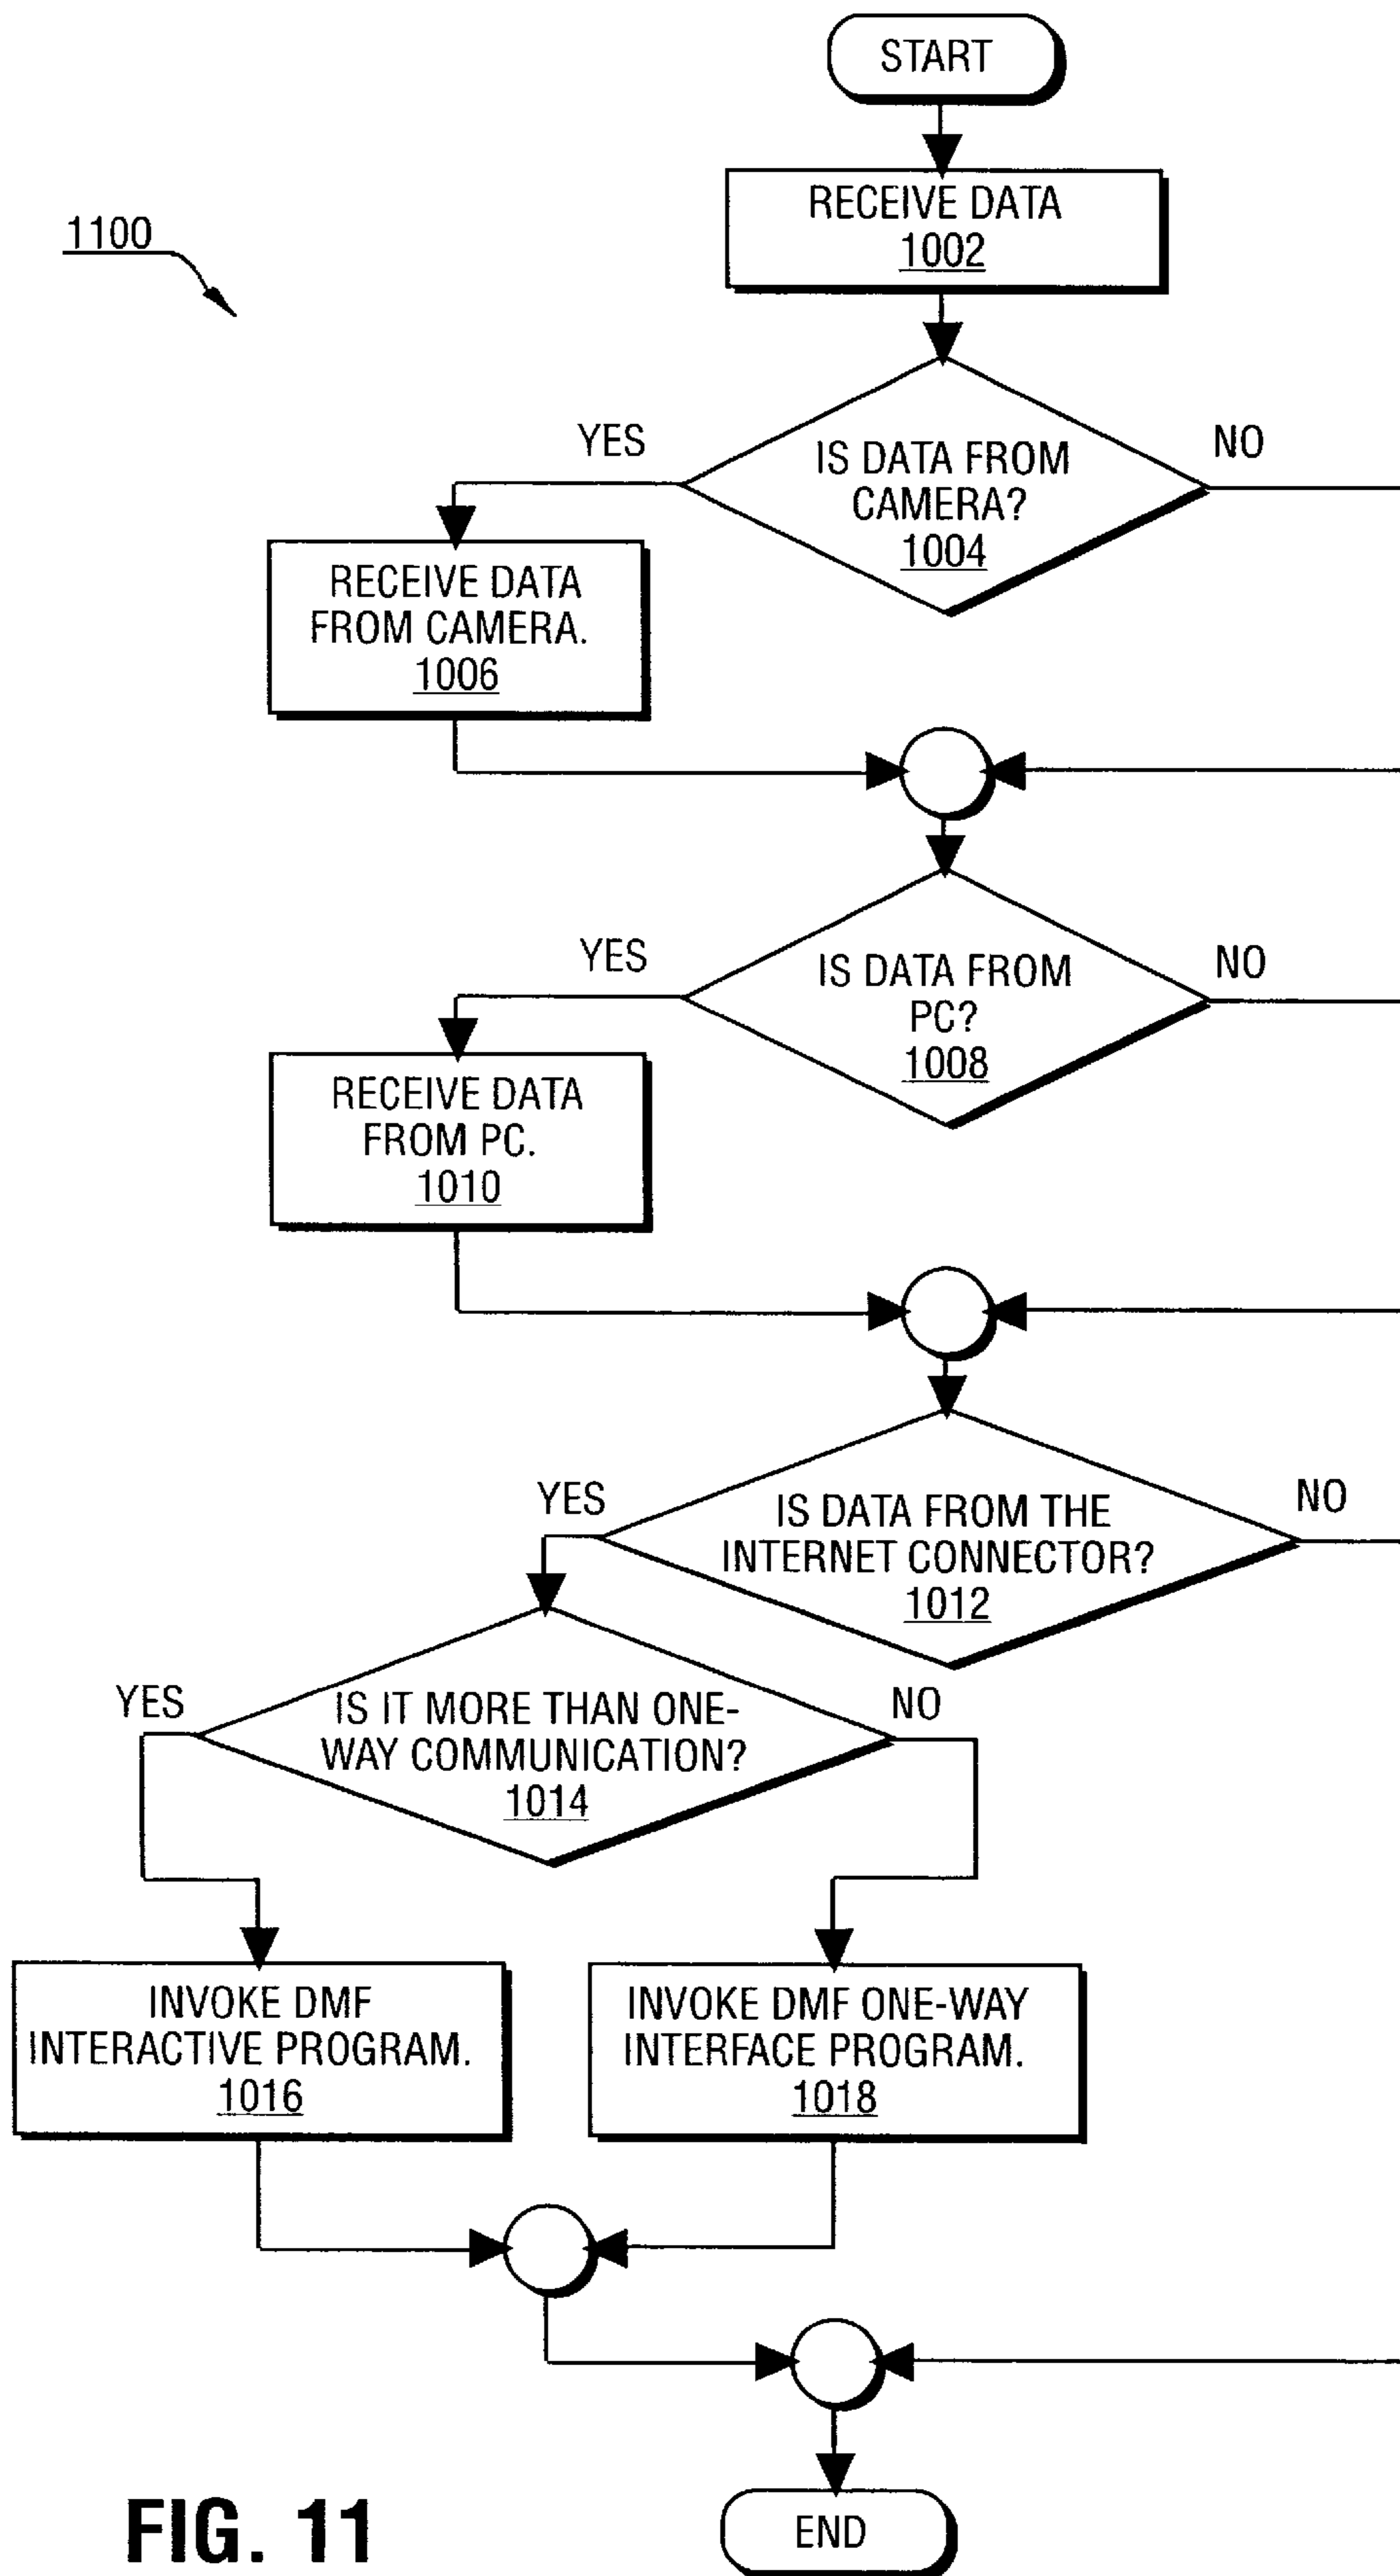 START
RECEIVE DATA
1002
1100
YES
NO
IS DATA FROM
CAMERA?
1004
RECEIVE DATA
FROM CAMERA.
1006
YES
NO
IS DATA FROM
PC?
1008
RECEIVE DATA
FROM PC.
1010
YES
NO
IS DATA FROM THE
INTERNET CONNECTOR?
1012
YES
NO
IS IT MORE THAN ONE-
WAY COMMUNICATION?
1014
INVOKE DMF
INTERACTIVE PROGRAM.
1016
INVOKE DMF ONE-WAY
INTERFACE PROGRAM.
1018
END
FIG. 11